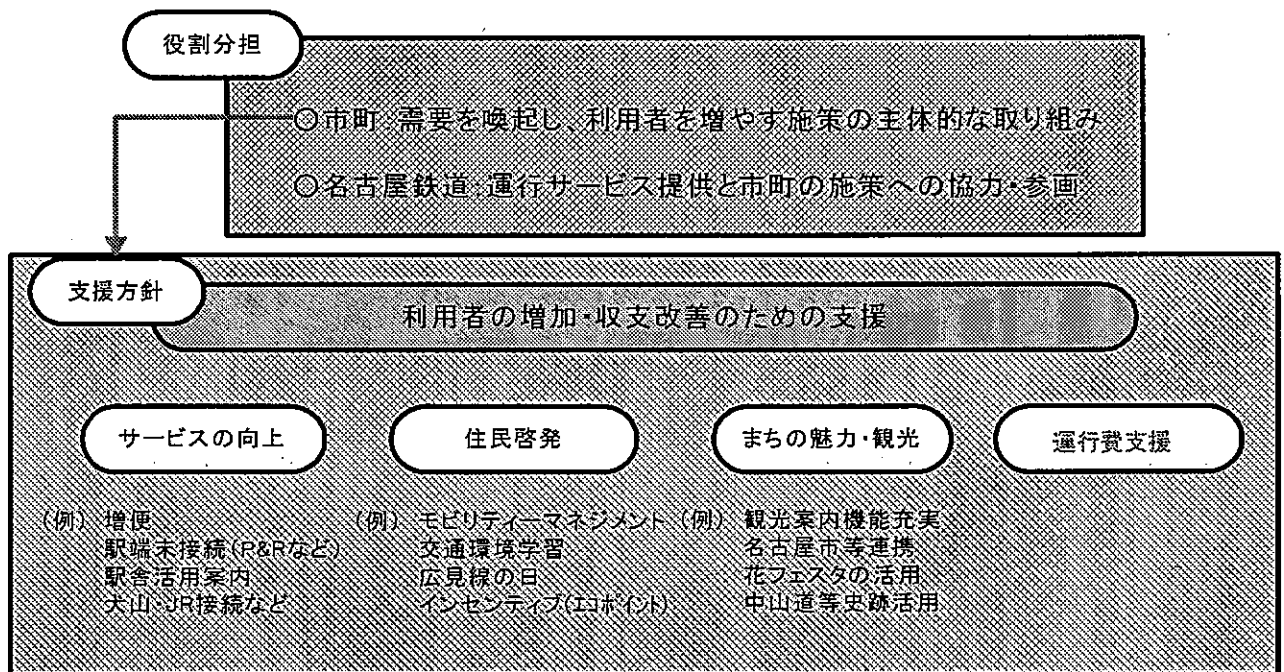 役割分担
○市町:需要を喚起し、利用者を増やす施策の主体的な取り組み
○名古屋鉄道:運行サービス提供と市町の施策への協力・参画
支援方針
利用者の増加・収支改善のための支援
サービスの向上
(例) 増便
駅端末接続(P&Rなど)
駅舎活用案内
犬山・JR接続など
住民啓発
(例) モビリティーマネジメント
交通環境学習
広見線の日
インセンティブ(エコポイント)
まちの魅力・観光
(例) 観光案内機能充実
名古屋市等連携
花フェスタの活用
中山道等史跡活用
運行費支援